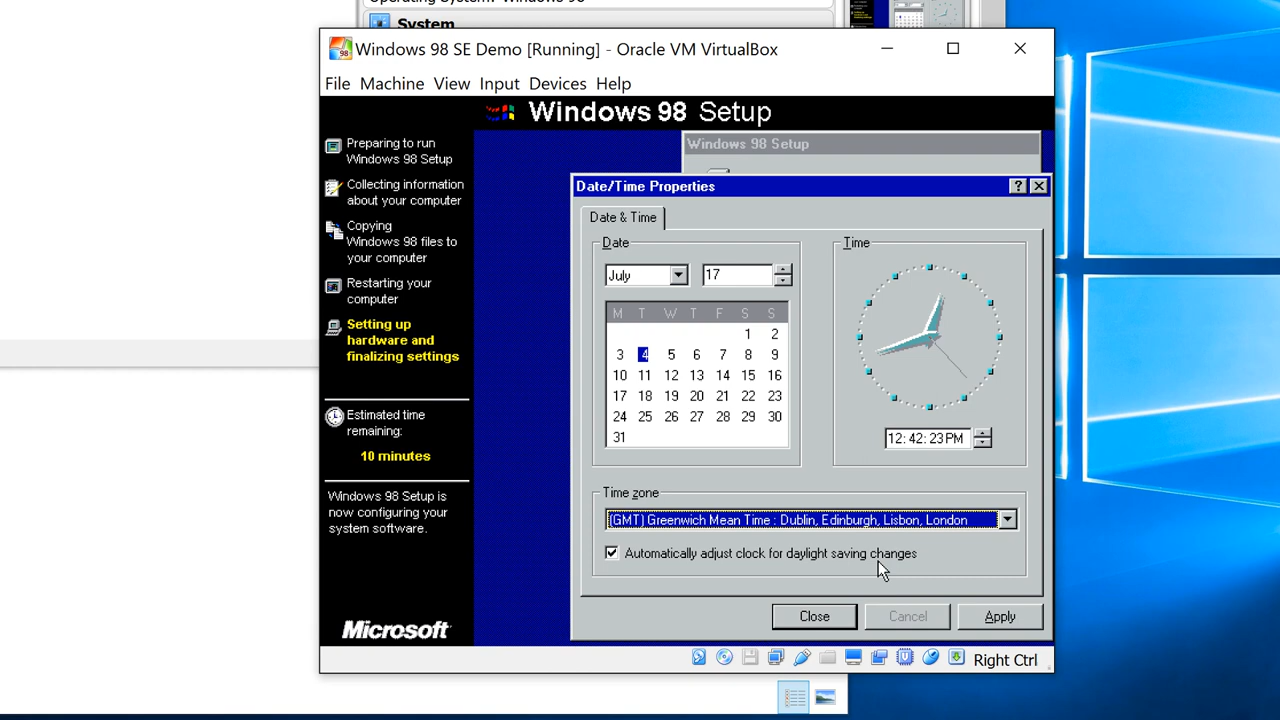 Operating System: Windows 98
System
Windows 98 SE Demo [Running] - Oracle VM VirtualBox
File Machine View Input Devices Help
Windows 98 Setup
Preparing to run
Windows 98 Setup
Collecting information
about your computer
Copying
Windows 98 files to
your computer
Restarting your
computer
Setting up
hardware and
finalizing settings
Estimated time
remaining:
10 minutes
Windows 98 Setup is
now configuring your
system software.
Microsoft
Windows 98 Setup
Date/Time Properties
Date & Time
Date
July 17
M T W T F S S
1 2
3 4 5 6 7 8 9
10 11 12 13 14 15 16
17 18 19 20 21 22 23
24 25 26 27 28 29 30
31
Time
12:42:23PM
Time zone
(GMT) Greenwich Mean Time : Dublin, Edinburgh, Lisbon, London
Automatically adjust clock for daylight saving changes
Close Cancel Apply
Right Ctrl